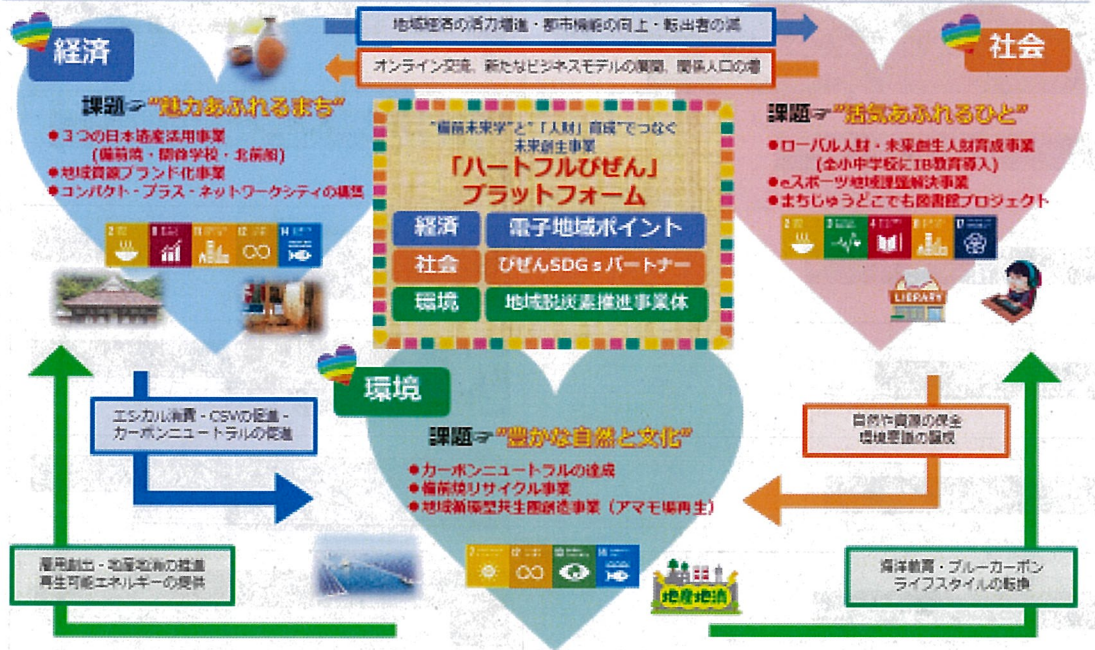 地域経済の活力増進・都市機能の向上・転出者の減
オンライン交流、新たなビジネスモデルの展開、関係人口の増
経済
課題☞“魅力あふれるまち”
●３つの日本遺産活用事業
(備前焼・閑谷学校・北前船)
●地域資源ブランド化事業
●コンパクト・プラス・ネットワークシティの構築
2
8
11
12
14
社会
課題☞“活気あふれるひと”
●ローバル人財・未来創生人財育成事業
(全小中学校にIB教育導入)
●eスポーツ地域課題解決事業
●まちじゅうどこでも図書館プロジェクト
2
3
4
11
17
LIBRARY
“備前未来学”と“「人財」育成”でつなぐ
未来創生事業
「ハートフルびぜん」
プラットフォーム
経済 電子地域ポイント
社会 びぜんSDGｓパートナー
環境 地域脱炭素推進事業体
環境
課題☞“豊かな自然と文化”
●カーボンニュートラルの達成
●備前焼リサイクル事業
●地域循環型共生圏創造事業（アマモ場再生）
7
12
13
14
地産地消
エシカル消費・CSVの促進・
カーボンニュートラルの促進
自然や資源の保全
環境意識の醸成
雇用創出・地産地消の推進
再生可能エネルギーの提供
海洋教育・ブルーカーボン
ライフスタイルの転換